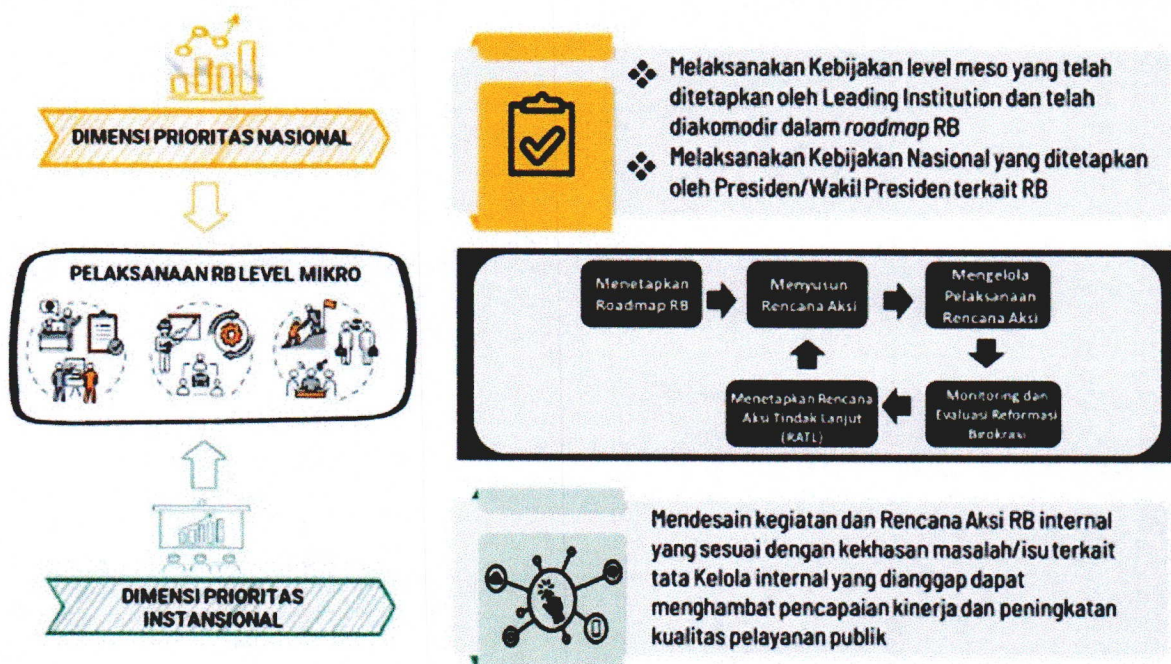 DIMENSI PRIORITAS NASIONAL
Melaksanakan Kebijakan level meso yang telah
ditetapkan oleh Leading Institution dan telah
diakomodir dalam roadmap RB
Melaksanakan Kebijakan Nasional yang ditetapkan
oleh Presiden/Wakil Presiden terkait RB
PELAKSANAAN RB LEVEL MIKRO
Menetapkan
Roadmap RB
Menyusun
Rencana Aksi
Mengelola
Pelaksanaan
Rencana Aksi
Monitoring dan
Evaluasi Reformasi
Birokrasi
Menetapkan Rencana
Aksi Tindak Lanjut
(RATL)
DIMENSI PRIORITAS
INSTANSIONAL
Mendesain kegiatan dan Rencana Aksi RB internal
yang sesuai dengan kekhasan masalah/isu terkait
tata Kelola internal yang dianggap dapat
menghambat pencapaian kinerja dan peningkatan
kualitas pelayanan publik